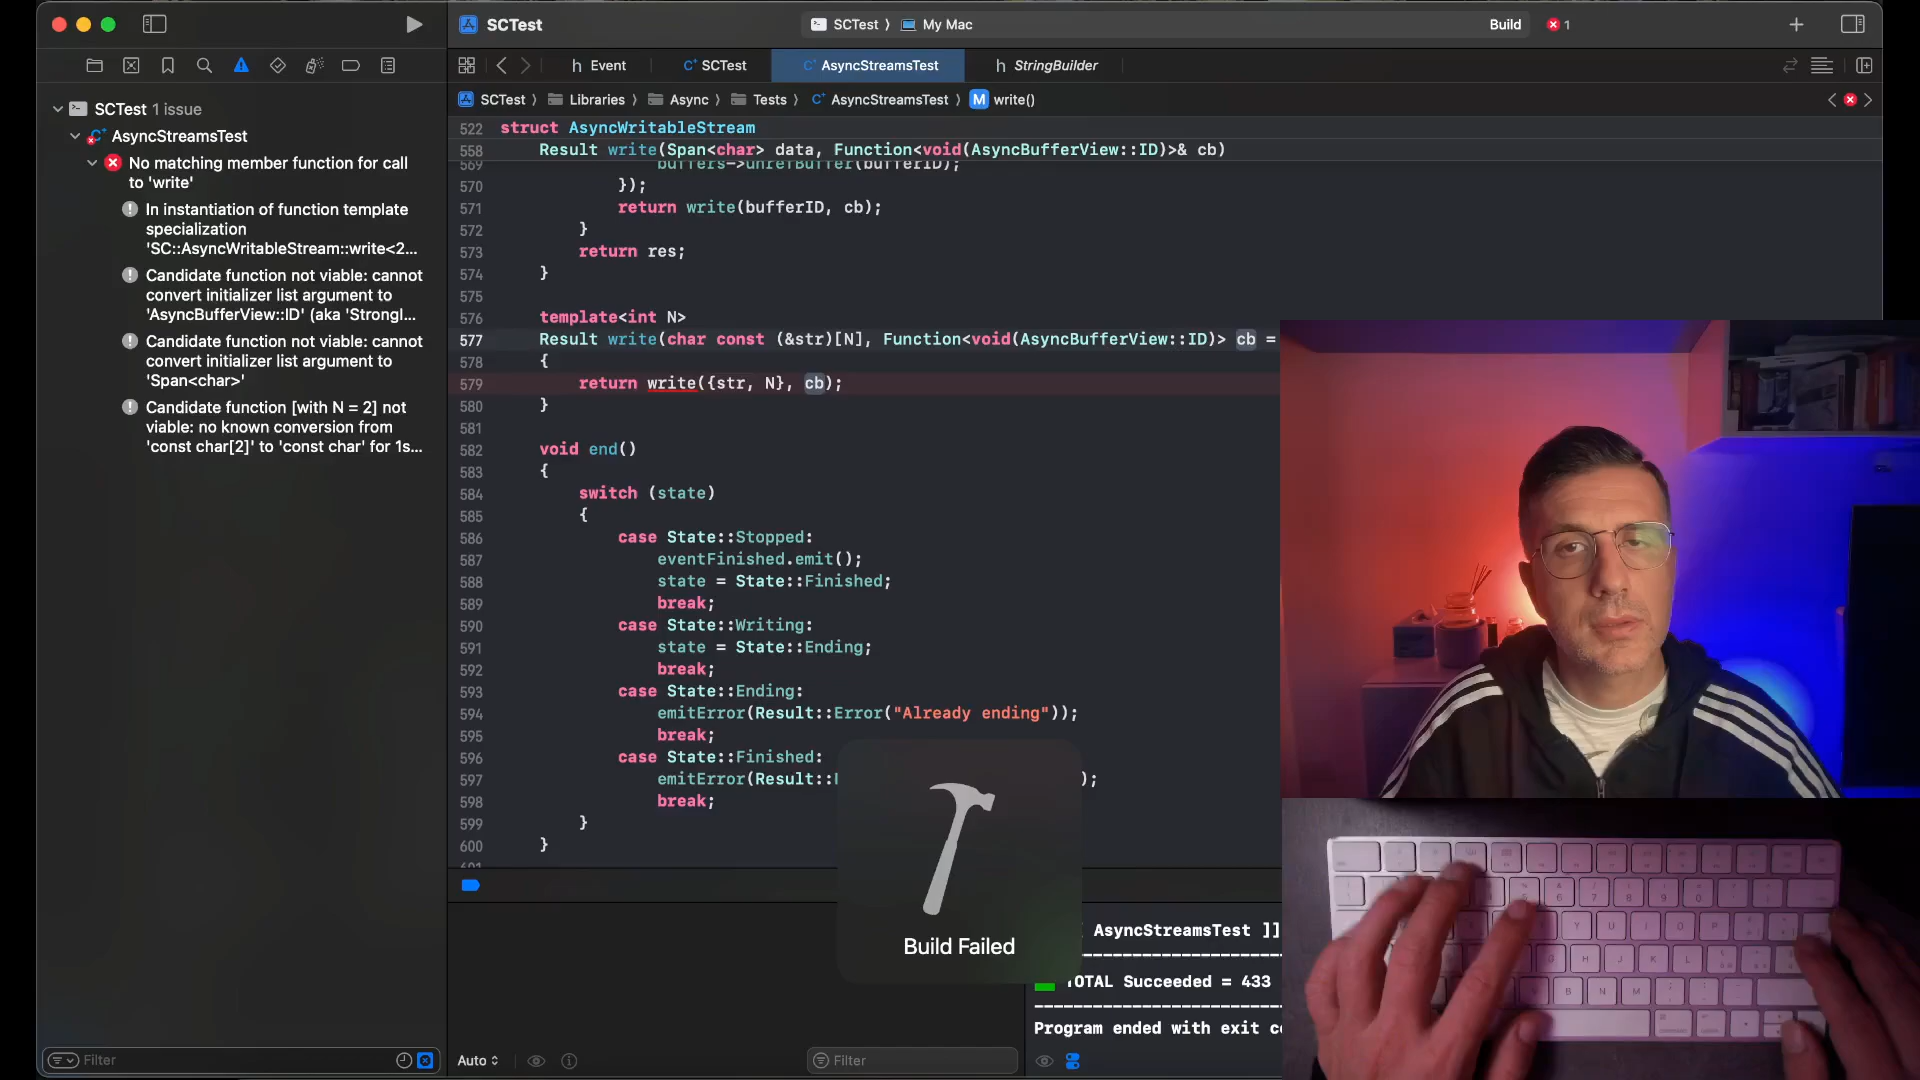 SCTest
SCTest
My Mac
Build
1
Event
SCTest
AsyncStreamsTest
StringBuilder
SCTest 1 issue
SCTest
Libraries
Async
Tests
AsyncStreamsTest
M write()
AsyncStreamsTest
No matching member function for call
to 'write'
In instantiation of function template
specialization
'SC::AsyncWritableStream::write<2...
Candidate function not viable: cannot
convert initializer list argument to
'AsyncBufferView::ID' (aka 'Strongl...
Candidate function not viable: cannot
convert initializer list argument to
'Span<char>'
Candidate function [with N = 2] not
viable: no known conversion from
'const char[2]' to 'const char' for 1s...
522 struct AsyncWritableStream
558 Result write(Span<char> data, Function<void(AsyncBufferView::ID)>& cb)
569 buffers->unrefBuffer(bufferID);
570 });
571 return write(bufferID, cb);
572 }
573 return res;
574 }
575
576 template<int N>
577 Result write(char const (&str)[N], Function<void(AsyncBufferView::ID)> cb =
578 {
579 return write({str, N}, cb);
580 }
581
582 void end()
583 {
584 switch (state)
585 {
586 case State::Stopped:
587 eventFinished.emit();
588 state = State::Finished;
589 break;
590 case State::Writing:
591 state = State::Ending;
592 break;
593 case State::Ending:
594 emitError(Result::Error("Already ending"));
595 break;
596 case State::Finished:
597 emitError(Result:: );
598 break;
599 }
600 }
601
Build Failed
AsyncStreamsTest ]]
TOTAL Succeeded = 433
Program ended with exit
Filter
Auto
Filter